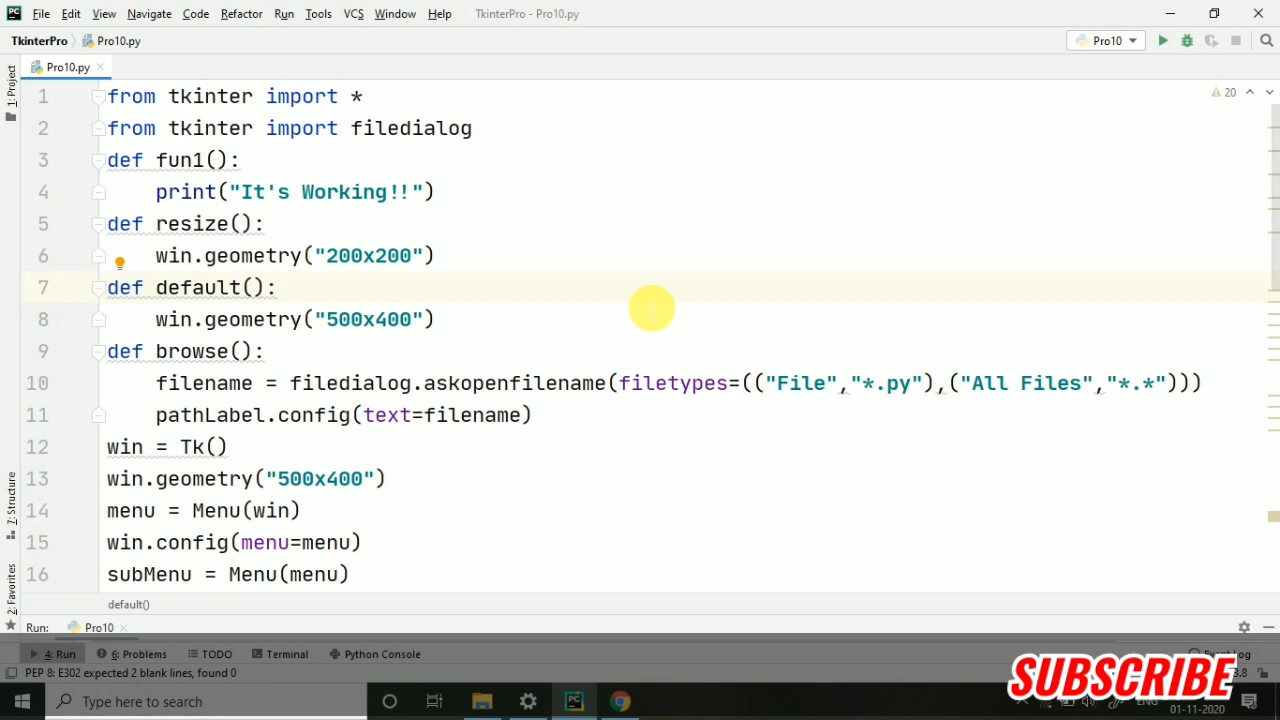 File Edit View Navigate Code Refactor Run Tools VCS Window Help TkinterPro - Pro10.py
TkinterPro Pro10.py Pro10
Pro10.py
1: Project
1 from tkinter import *
20
2 from tkinter import filedialog
3 def fun1():
4 print("It's Working!!")
5 def resize():
6 win.geometry("200x200")
7 def default():
8 win.geometry("500x400")
9 def browse():
10 filename = filedialog.askopenfilename(filetypes=(("File","*.py"),("All Files","*.*")))
11 pathLabel.config(text=filename)
12 win = Tk()
13 win.geometry("500x400")
14 menu = Menu(win)
15 win.config(menu=menu)
16 subMenu = Menu(menu)
7: Structure
2: Favorites
default()
Run: Pro10
4: Run 6: Problems TODO Terminal Python Console Event Log
PEP 8: E302 expected 2 blank lines, found 0
3.8
SUBSCRIBE
Type here to search
ENG
01-11-2020